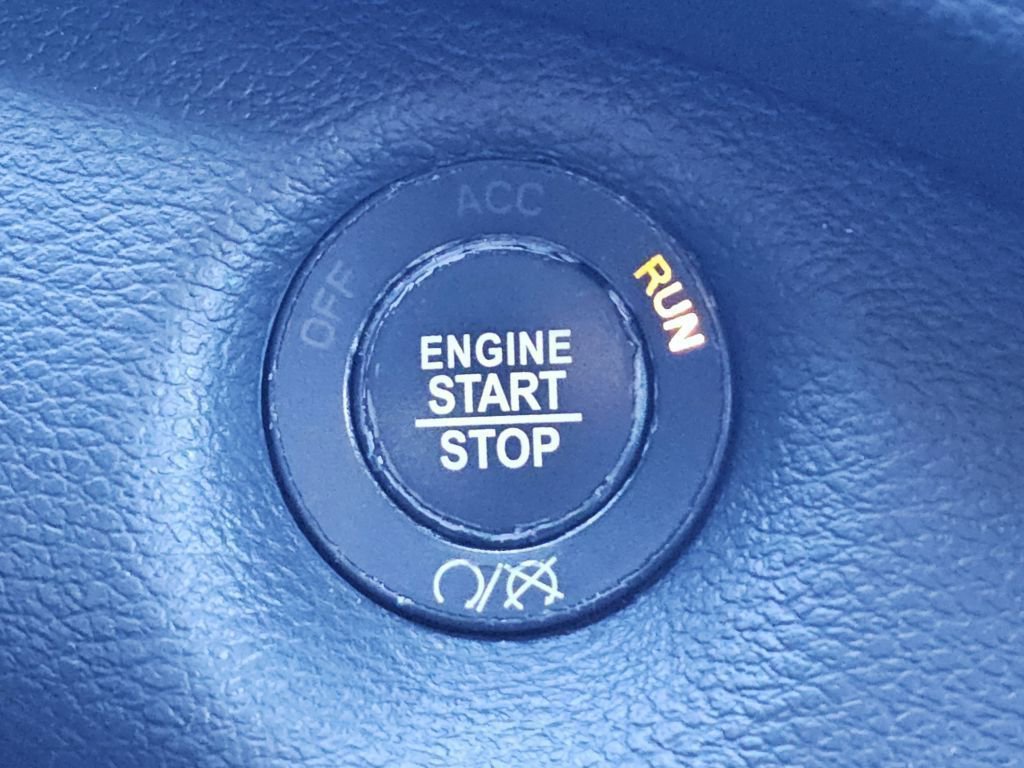 ACC
OFF
RUN
ENGINE
START
STOP